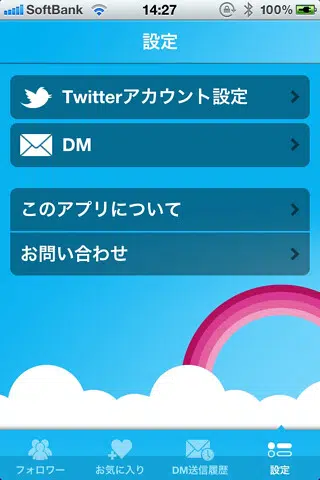 SoftBank 14:27 100%
設定
Twitterアカウント設定
DM
このアプリについて
お問い合わせ
フォロワー お気に入り DM送信履歴 設定